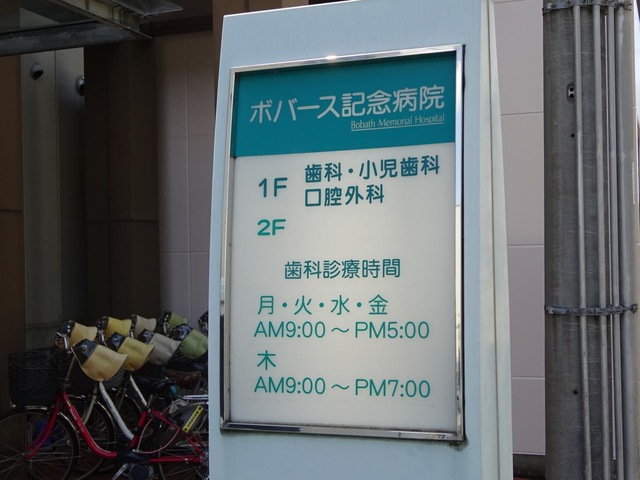 ボバース記念病院
Bobath Memorial Hospital
1F 歯科・小児歯科
口腔外科
2F
歯科診療時間
月・火・水・金
AM9:00～PM5:00
木
AM9:00～PM7:00